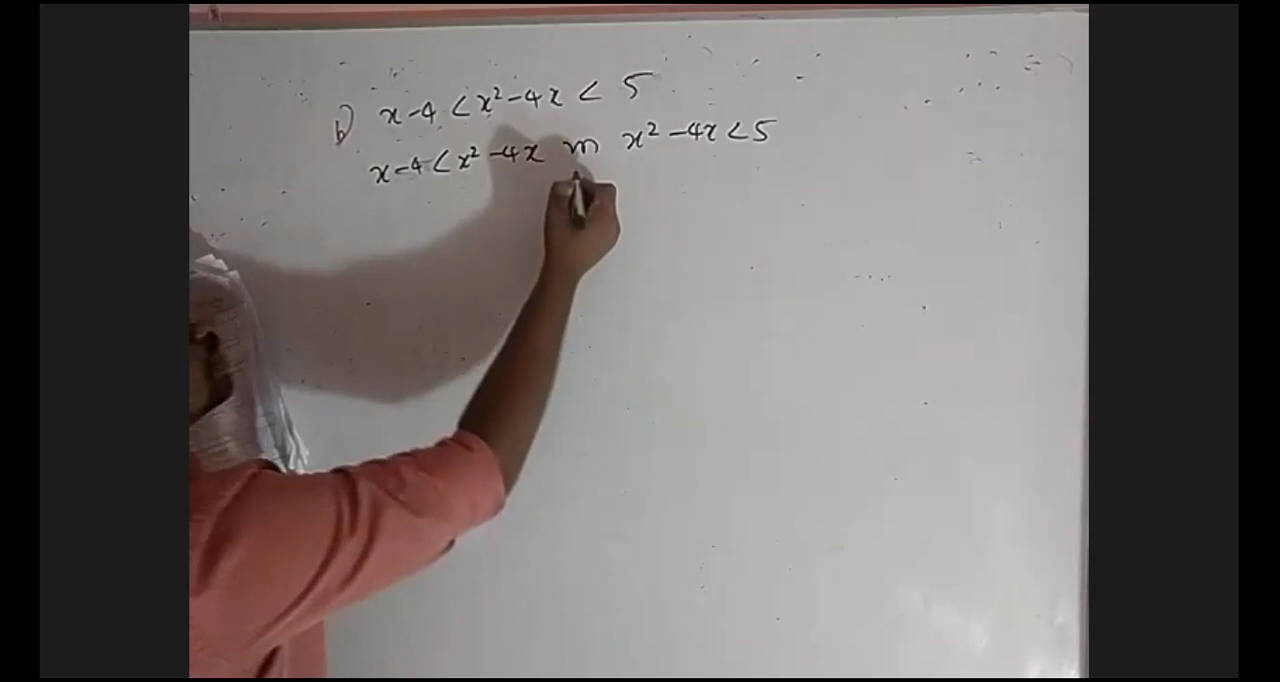 b) x-4 < x² - 4x < 5
x-4 < x² - 4x m x² - 4x < 5